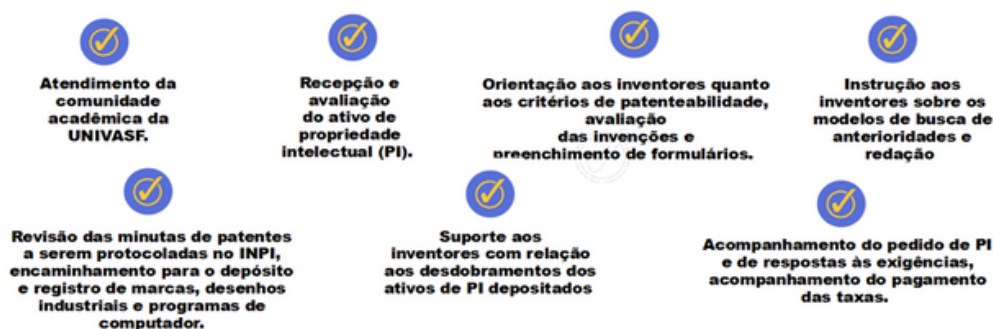 Atendimento da
comunidade
acadêmica da
UNIVASF.
Recepção e
avaliação
do ativo de
propriedade
intelectual (PI).
Orientação aos inventores quanto
aos critérios de patenteabilidade,
avaliação
das invenções e
preenchimento de formulários.
Instrução aos
inventores sobre os
modelos de busca de
anterioridades e
redação
Revisão das minutas de patentes
a serem protocoladas no INPI,
encaminhamento para o depósito
e registro de marcas, desenhos
industriais e programas de
computador.
Suporte aos
inventores com relação
aos desdobramentos dos
ativos de PI depositados
Acompanhamento do pedido de PI
e de respostas às exigências,
acompanhamento do pagamento
das taxas.